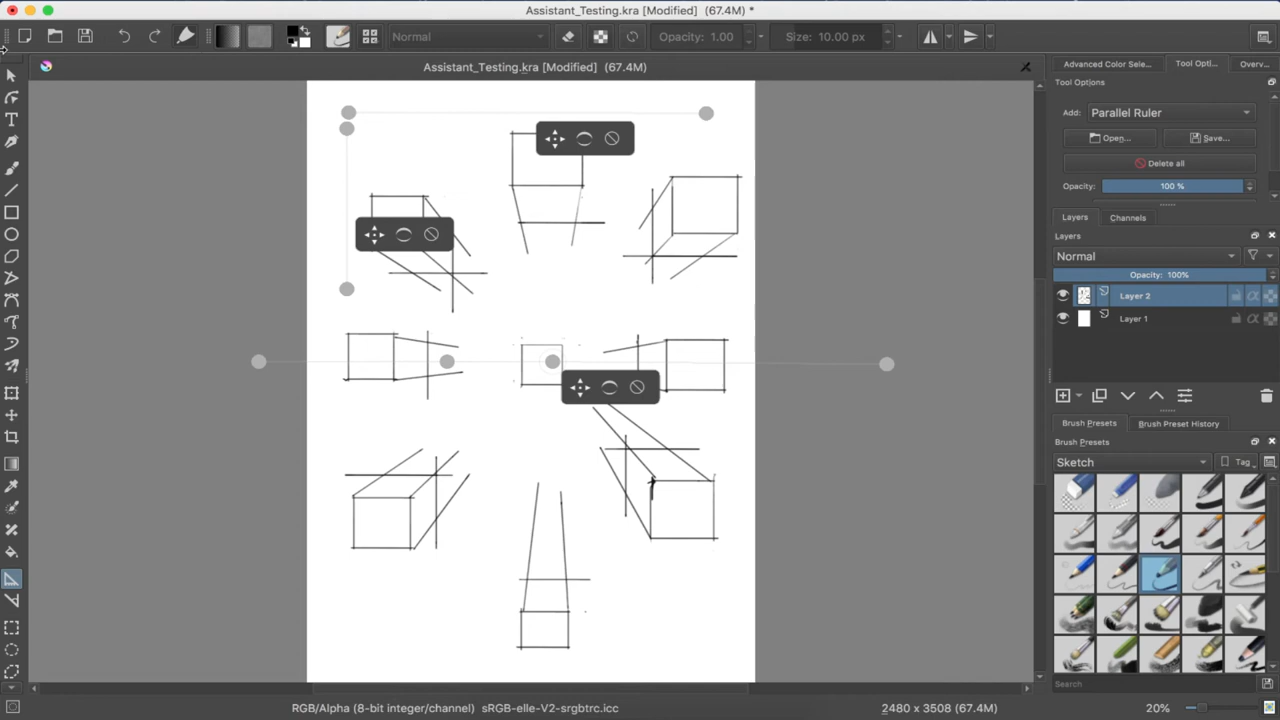 Assistant_Testing.kra [Modified] (67.4M) *
Normal
Opacity: 1.00
Size: 10.00 px
Assistant_Testing.kra [Modified] (67.4M)
Advanced Color Sele...
Tool Opti...
Overv...
Tool Options
Add:
Parallel Ruler
Open...
Save...
Delete all
Opacity:
100 %
Layers
Channels
Layers
Normal
Opacity: 100%
Layer 2
Layer 1
Brush Presets
Brush Preset History
Brush Presets
Sketch
Tag
Search
RGB/Alpha (8-bit integer/channel) sRGB-elle-V2-srgbtrc.icc
2480 x 3508 (67.4M)
20%